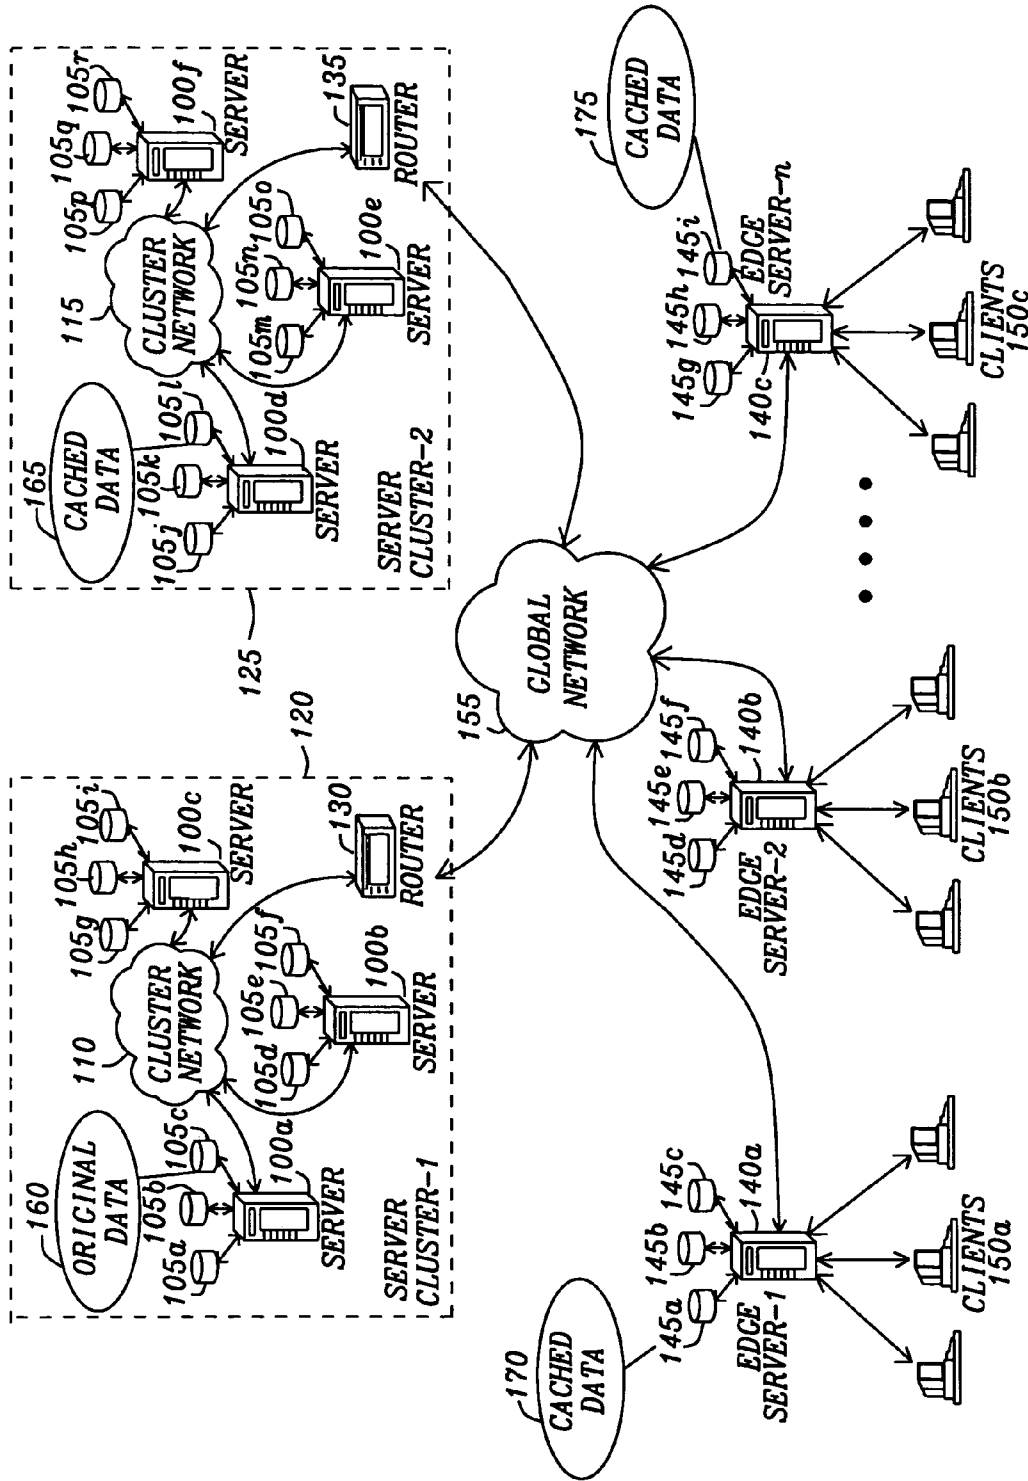 160
ORIGINAL
DATA
105a
105b
105c
100a
SERVER
110
CLUSTER
NETWORK
105d
105e
105f
100b
SERVER
105g
105h
105i
100c
SERVER
130
ROUTER
SERVER
CLUSTER-1
120
165
CACHED
DATA
105j
105k
105l
100d
SERVER
115
CLUSTER
NETWORK
105m
105n
105o
100e
SERVER
105p
105q
105r
100f
SERVER
135
ROUTER
SERVER
CLUSTER-2
125
155
GLOBAL
NETWORK
170
CACHED
DATA
145a
145b
145c
140a
EDGE
SERVER-1
CLIENTS
150a
145d
145e
145f
140b
EDGE
SERVER-2
CLIENTS
150b
175
CACHED
DATA
145g
145h
145i
140c
EDGE
SERVER-n
CLIENTS
150c